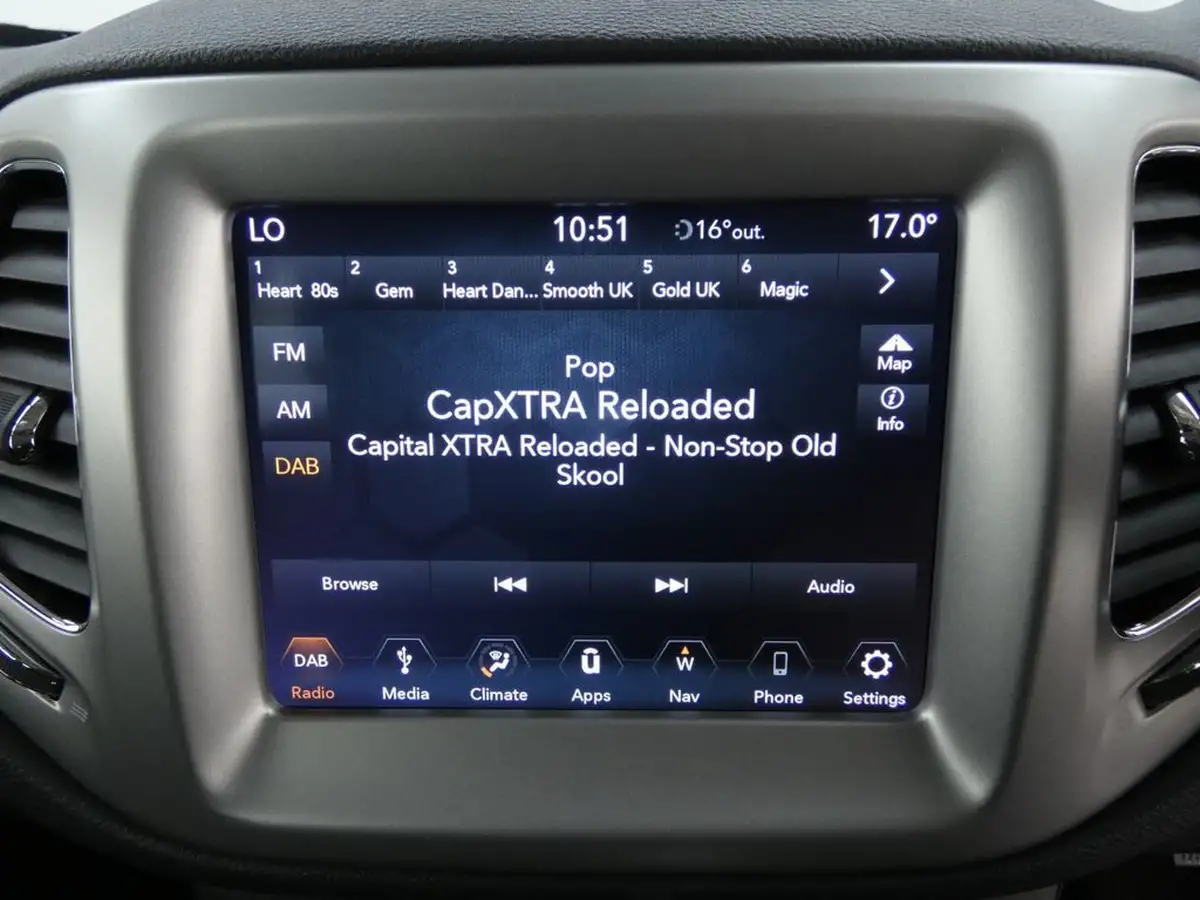 LO 10:51 16° out. 17.0°
1 2 3 4 5 6
Heart 80s Gem Heart Dan... Smooth UK Gold UK Magic
FM
Pop
Map
AM
CapXTRA Reloaded
Info
DAB
Capital XTRA Reloaded - Non-Stop Old
Skool
Browse Audio
DAB
Radio Media Climate Apps Nav Phone Settings